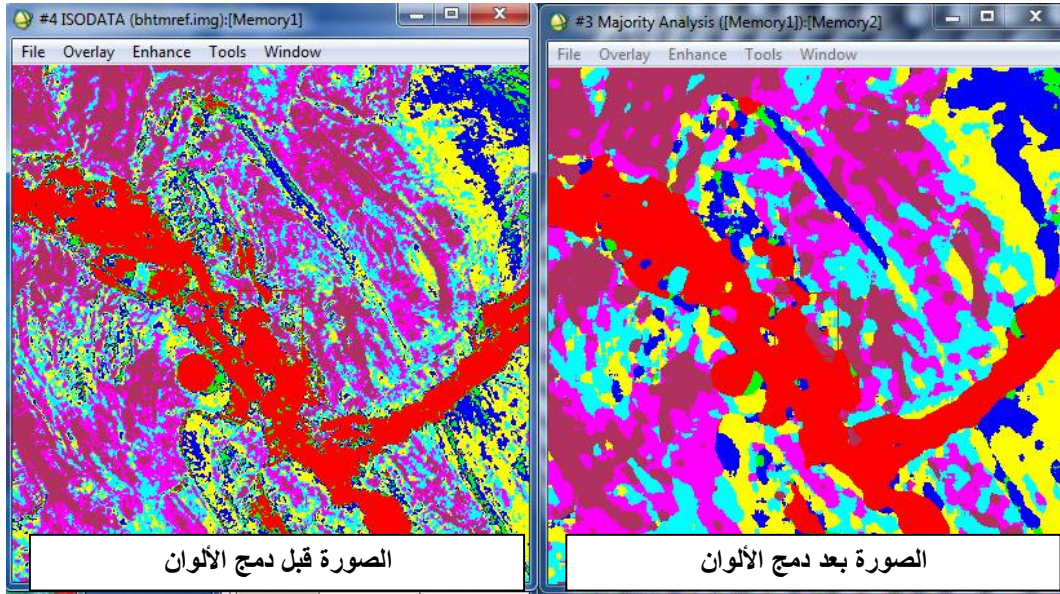 #4 ISODATA (bhtmref.img):[Memory1]
File Overlay Enhance Tools Window
الصورة قبل دمج الألوان
#3 Majority Analysis ([Memory1]):[Memory2]
File Overlay Enhance Tools Window
الصورة بعد دمج الألوان